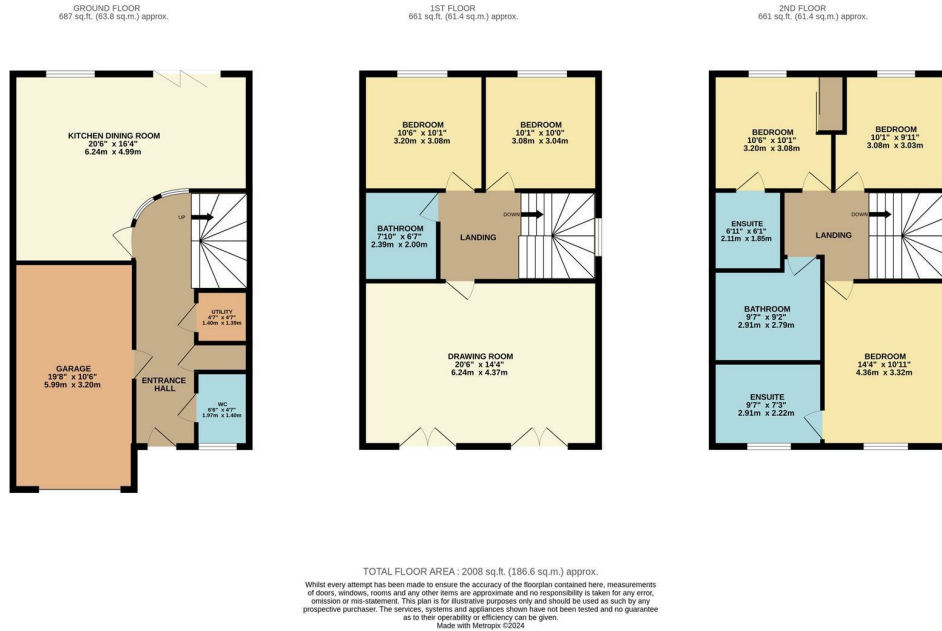 GROUND FLOOR
687 sq.ft. (63.8 sq.m.) approx.
KITCHEN DINING ROOM
20'6" x 16'4"
6.24m x 4.99m
UP
UTILITY
4'7" x 4'7"
1.40m x 1.39m
GARAGE
19'8" x 10'6"
5.99m x 3.20m
ENTRANCE
HALL
WC
6'6" x 4'7"
1.97m x 1.40m
1ST FLOOR
661 sq.ft. (61.4 sq.m.) approx.
BEDROOM
10'6" x 10'1"
3.20m x 3.08m
BEDROOM
10'1" x 10'0"
3.08m x 3.04m
BATHROOM
7'10" x 6'7"
2.39m x 2.00m
DOWN
LANDING
DRAWING ROOM
20'6" x 14'4"
6.24m x 4.37m
2ND FLOOR
661 sq.ft. (61.4 sq.m.) approx.
BEDROOM
10'6" x 10'1"
3.20m x 3.08m
BEDROOM
10'1" x 9'11"
3.08m x 3.03m
ENSUITE
6'11" x 6'1"
2.11m x 1.85m
DOWN
LANDING
BATHROOM
9'7" x 9'2"
2.91m x 2.79m
BEDROOM
14'4" x 10'11"
4.36m x 3.32m
ENSUITE
9'7" x 7'3"
2.91m x 2.22m
TOTAL FLOOR AREA : 2008 sq.ft. (186.6 sq.m.) approx.
Whilst every attempt has been made to ensure the accuracy of the floorplan contained here, measurements
of doors, windows, rooms and any other items are approximate and no responsibility is taken for any error,
omission or mis-statement. This plan is for illustrative purposes only and should be used as such by any
prospective purchaser. The services, systems and appliances shown have not been tested and no guarantee
as to their operability or efficiency can be given.
Made with Metropix ©2024